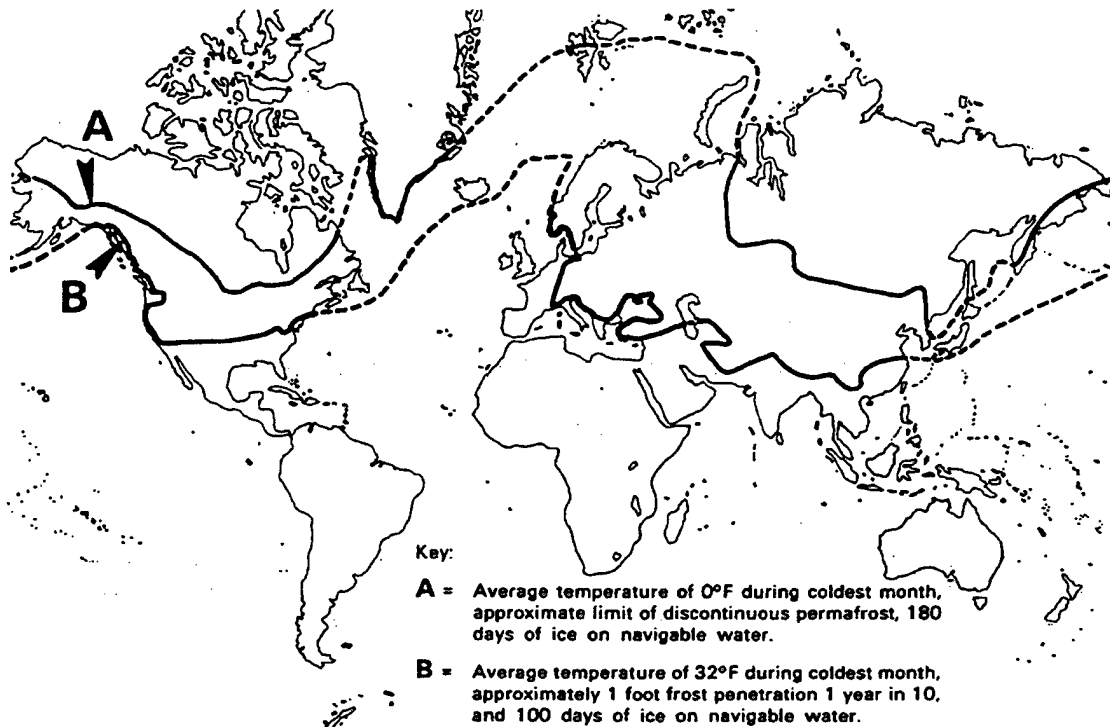 A
B
Key:
A = Average temperature of 0°F during coldest month,
approximate limit of discontinuous permafrost, 180
days of ice on navigable water.
B = Average temperature of 32°F during coldest month,
approximately 1 foot frost penetration 1 year in 10,
and 100 days of ice on navigable water.